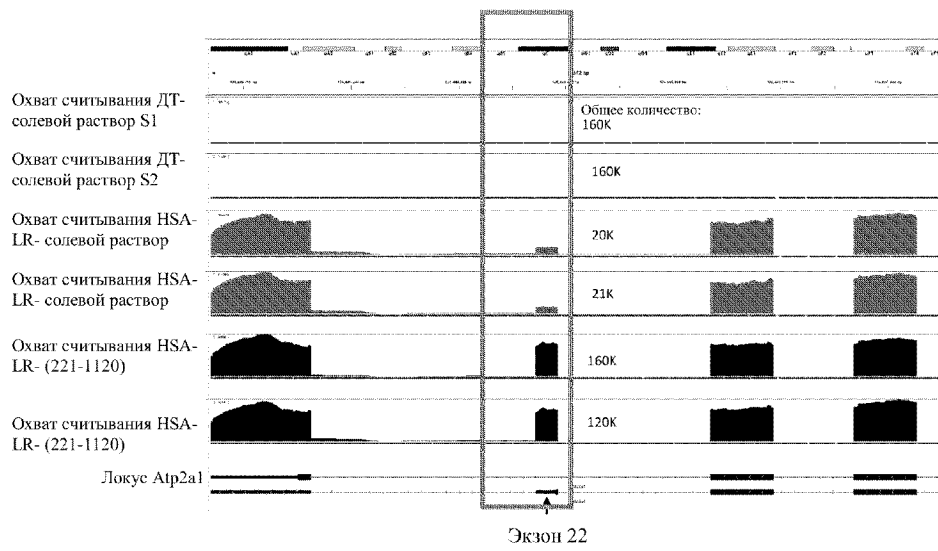 Охват считывания ДТ-
солевой раствор S1
Общее количество:
160K
Охват считывания ДТ-
солевой раствор S2
160K
Охват считывания HSA-
LR- солевой раствор
20K
Охват считывания HSA-
LR- солевой раствор
21K
Охват считывания HSA-
LR- (221-1120)
160K
Охват считывания HSA-
LR- (221-1120)
120K
Локус Atp2a1
Экзон 22